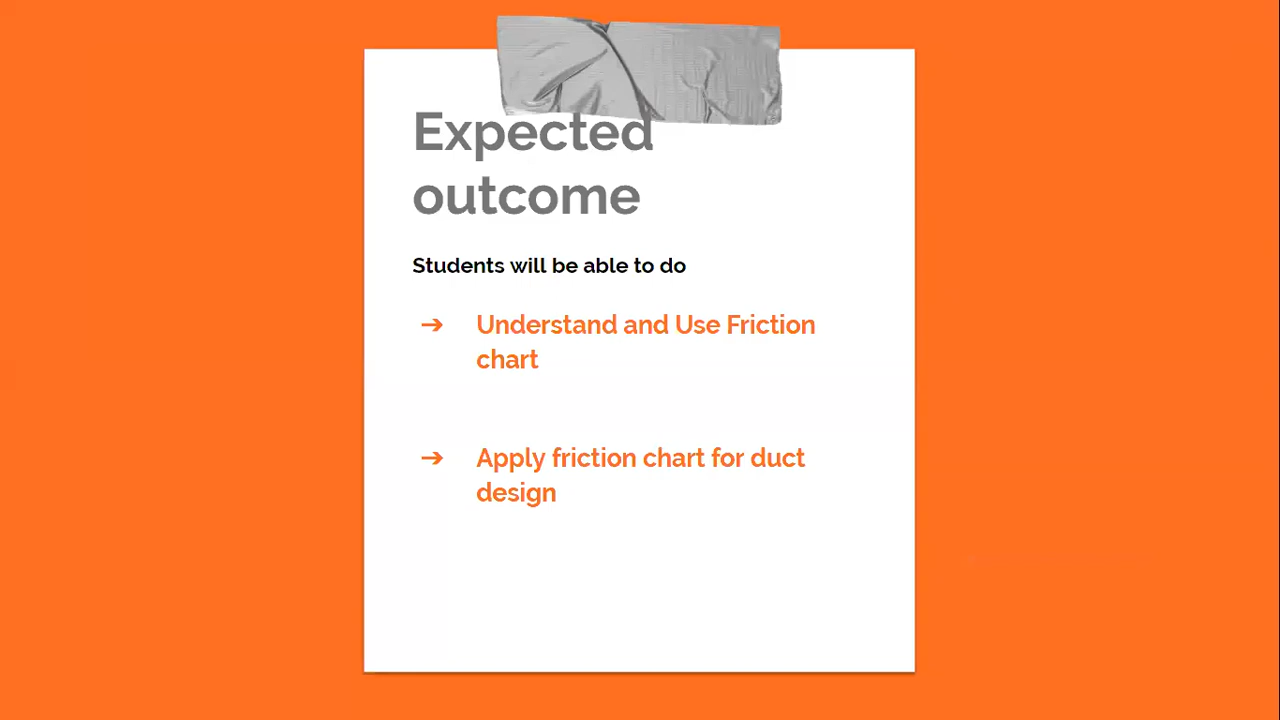 Expected
outcome
Students will be able to do
➔ Understand and Use Friction
chart
➔ Apply friction chart for duct
design